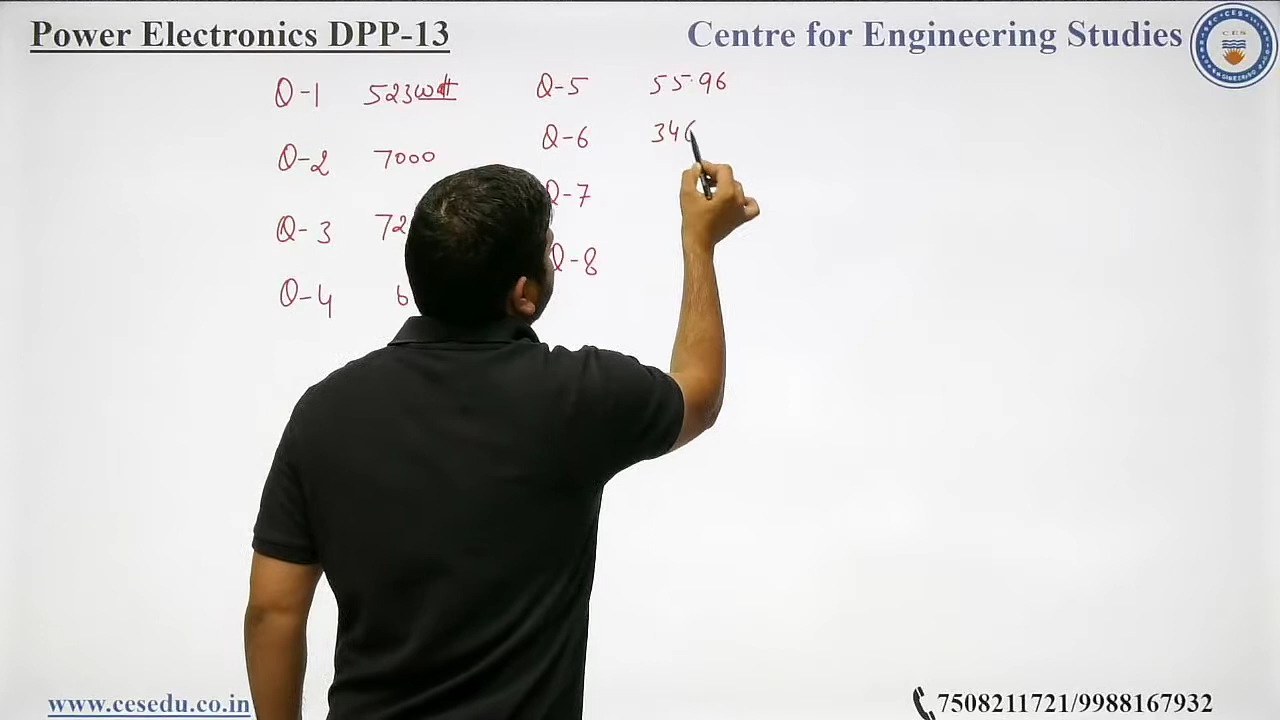 Power Electronics DPP-13
Centre for Engineering Studies
CES
Q-1 523watt
Q-2 7000
Q-3 72
Q-4 6
Q-5 55.96
Q-6 346
Q-7
Q-8
www.cesedu.co.in
7508211721/9988167932